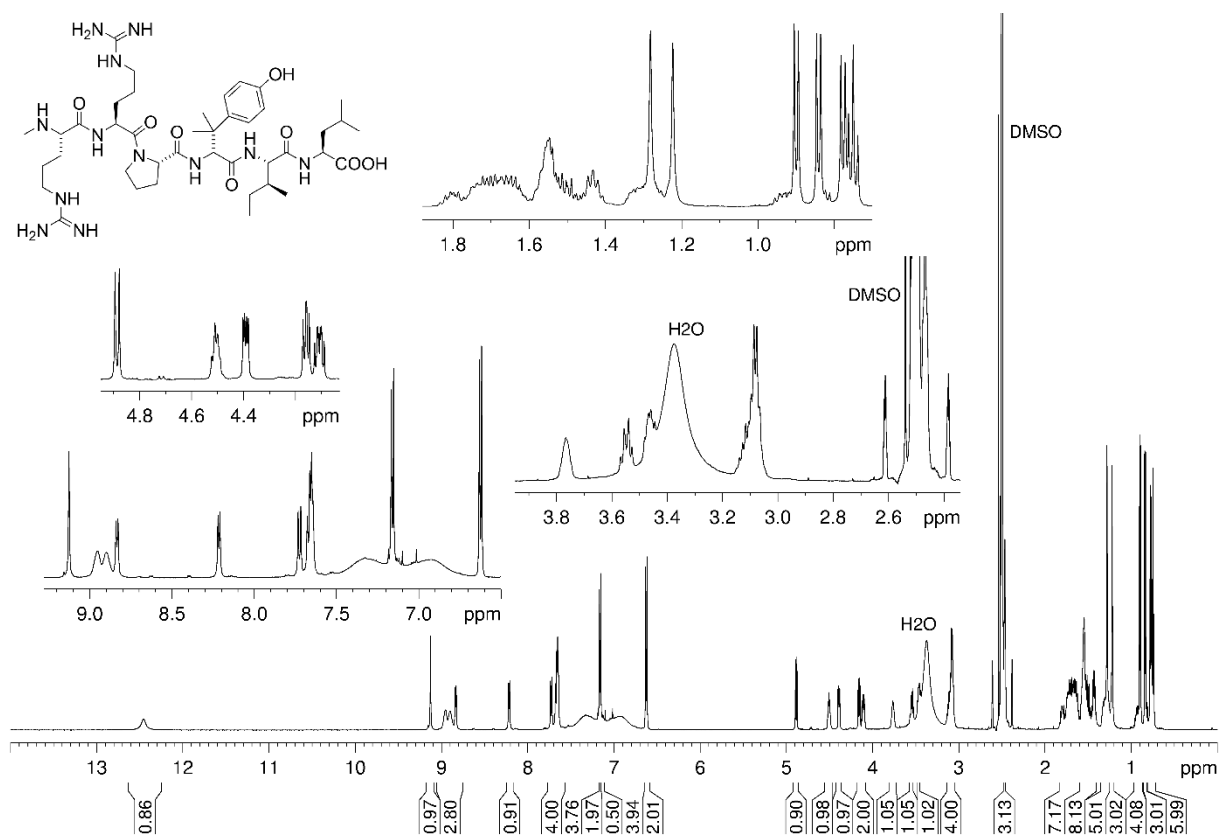 H₂N NH
HN
H₂N NH
HN
OH
O
H
N
O
H
N
N
O
N
H
H
N
O
O
N
H
COOH
HN
H₂N NH
O
DMSO
1.8 1.6 1.4 1.2 1.0 ppm
DMSO
H2O
4.8 4.6 4.4 ppm
3.8 3.6 3.4 3.2 3.0 2.8 2.6 ppm
9.0 8.5 8.0 7.5 7.0 ppm
H2O
13 12 11 10 9 8 7 6 5 4 3 2 1 ppm
0.86 0.97 2.80 0.91 4.00 3.76 1.97 0.50 3.94 2.01 0.90 0.98 0.97 2.00 1.05 1.05 1.02 4.00 3.13 7.17 8.13 5.01 3.02 4.08 3.01 5.99